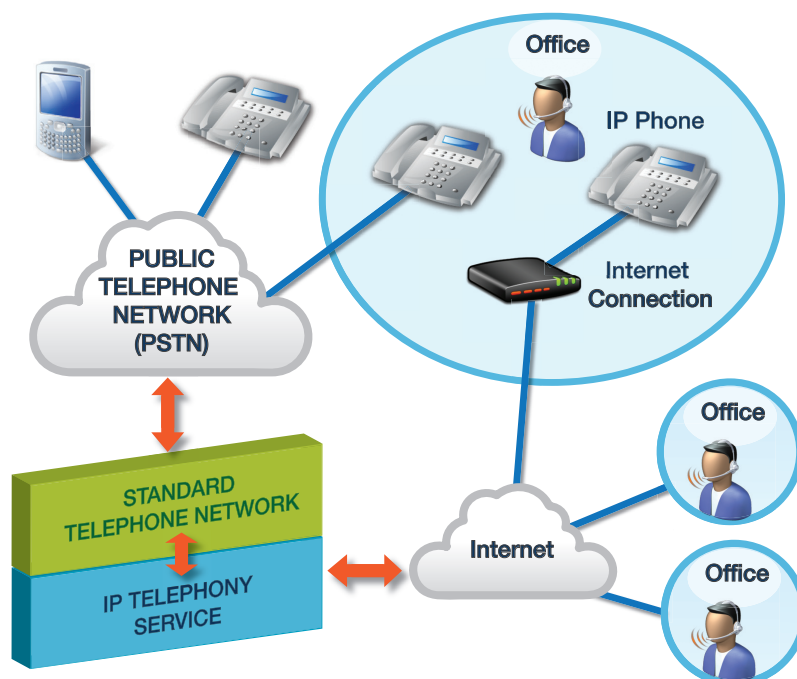 Office
IP Phone
PUBLIC
TELEPHONE
NETWORK
(PSTN)
Internet
Connection
Office
STANDARD
TELEPHONE NETWORK
Internet
IP TELEPHONY
SERVICE
Office